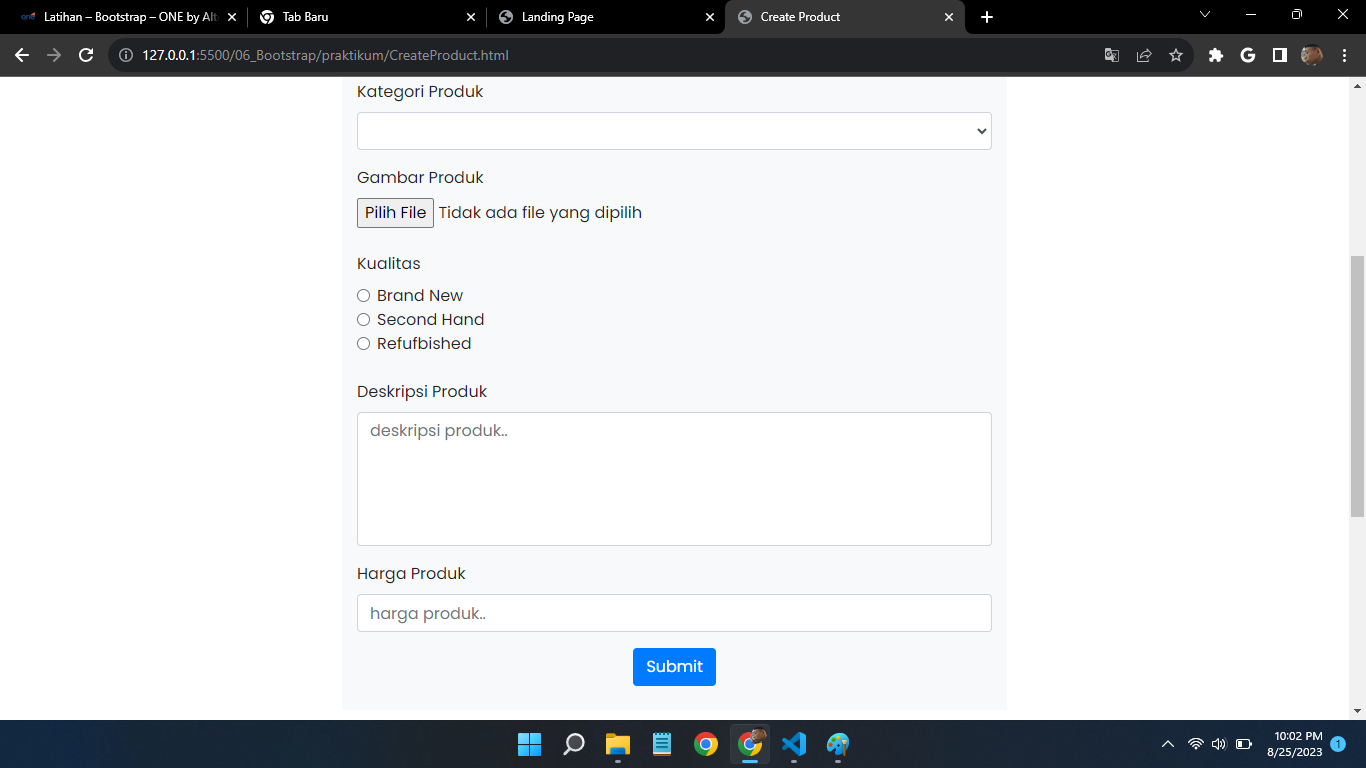 Latihan – Bootstrap – ONE by Alt
Tab Baru
Landing Page
Create Product
127.0.0.1:5500/06_Bootstrap/praktikum/CreateProduct.html
Kategori Produk
Gambar Produk
Pilih File Tidak ada file yang dipilih
Kualitas
Brand New
Second Hand
Refufbished
Deskripsi Produk
deskripsi produk..
Harga Produk
harga produk..
Submit
10:02 PM
8/25/2023
1